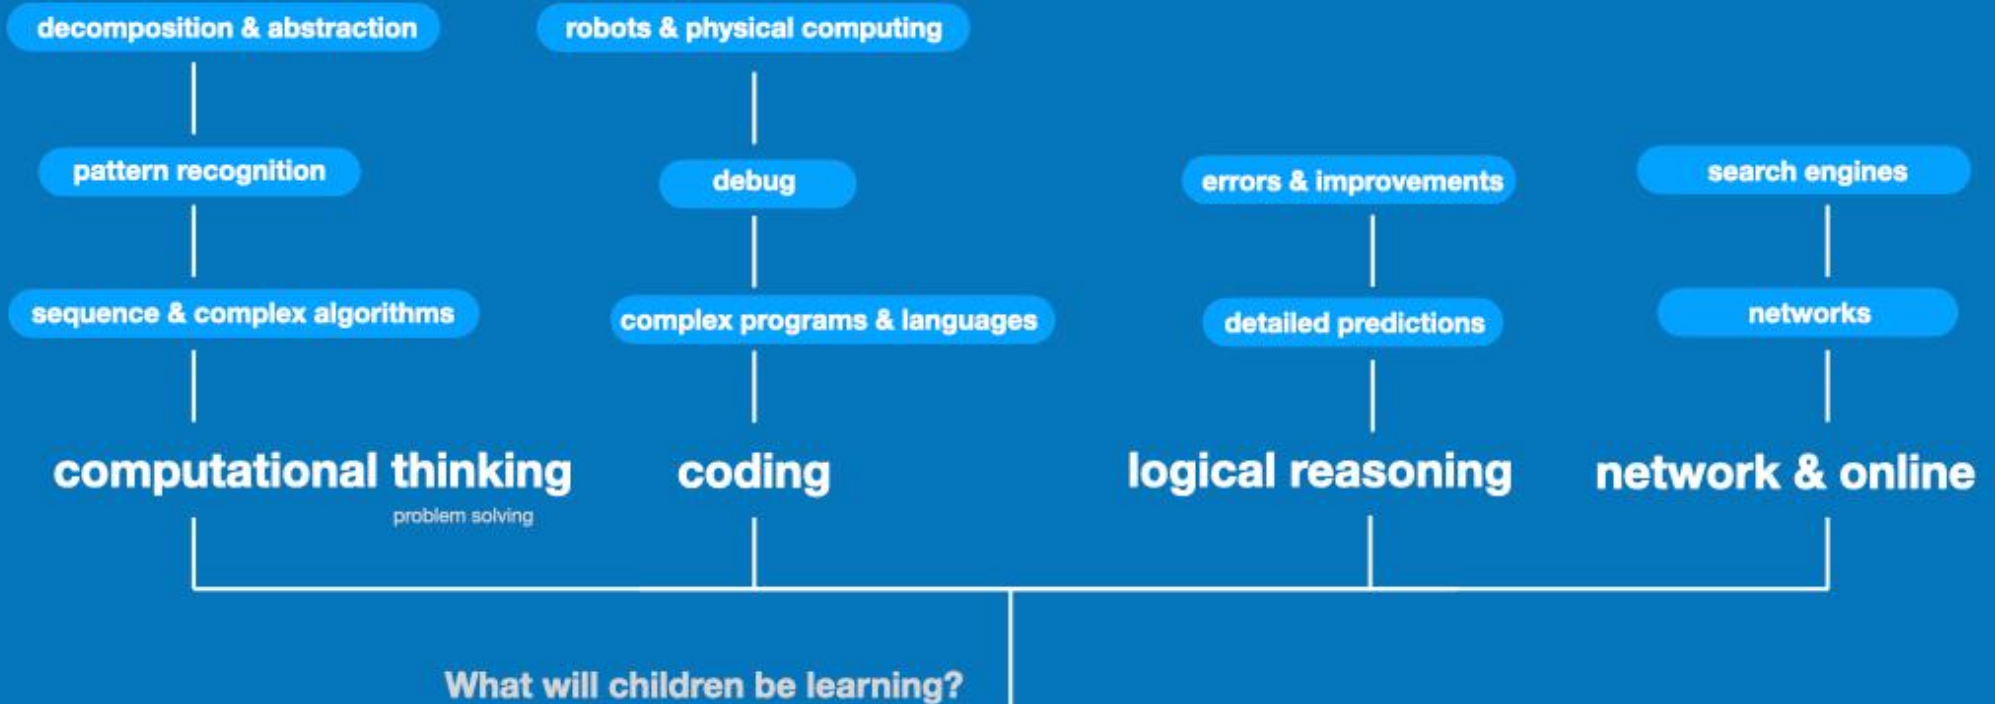 decomposition & abstraction
robots & physical computing
pattern recognition
debug
errors & improvements
search engines
sequence & complex algorithms
complex programs & languages
detailed predictions
networks
computational thinking
problem solving
coding
logical reasoning
network & online
What will children be learning?